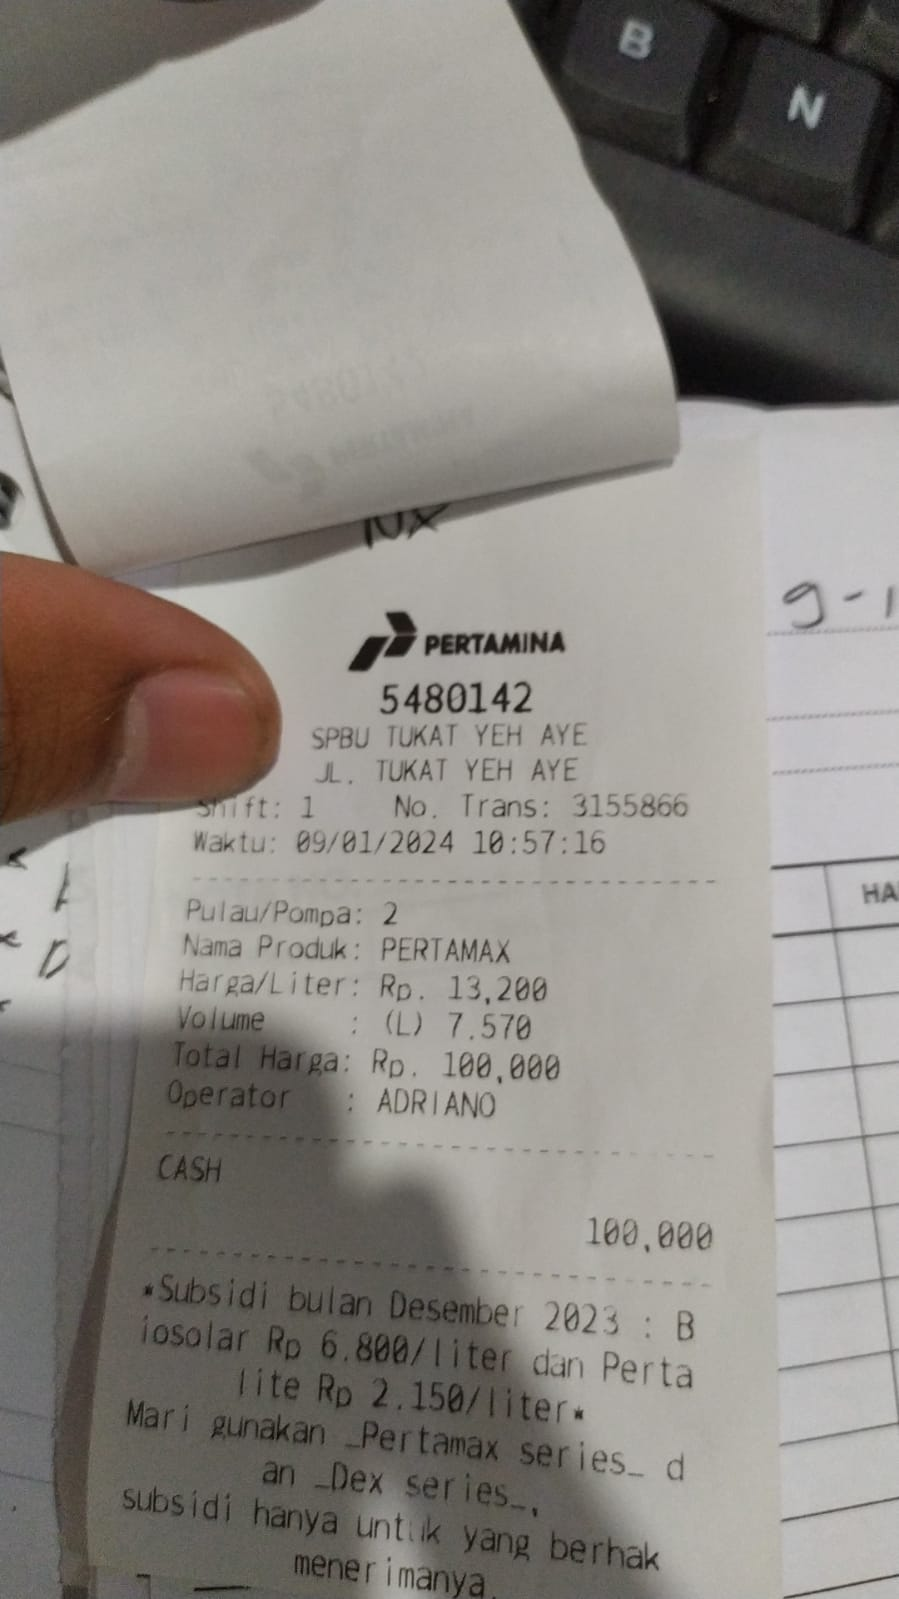 B
N
NX
9-1
PERTAMINA
5480142
SPBU TUKAT YEH AYE
JL. TUKAT YEH AYE
Shift: 1 No. Trans: 3155866
Waktu: 09/01/2024 10:57:16
Pulau/Pompa: 2
Nama Produk: PERTAMAX
Harga/Liter: Rp. 13,200
Volume : (L) 7.570
Total Harga: Rp. 100,000
Operator : ADRIANO
CASH
100,000
*Subsidi bulan Desember 2023 : B
iosolar Rp 6.800/liter dan Perta
lite Rp 2.150/liter*
Mari gunakan _Pertamax series_ d
an _Dex series_,
subsidi hanya untuk yang berhak
menerimanya.
HA